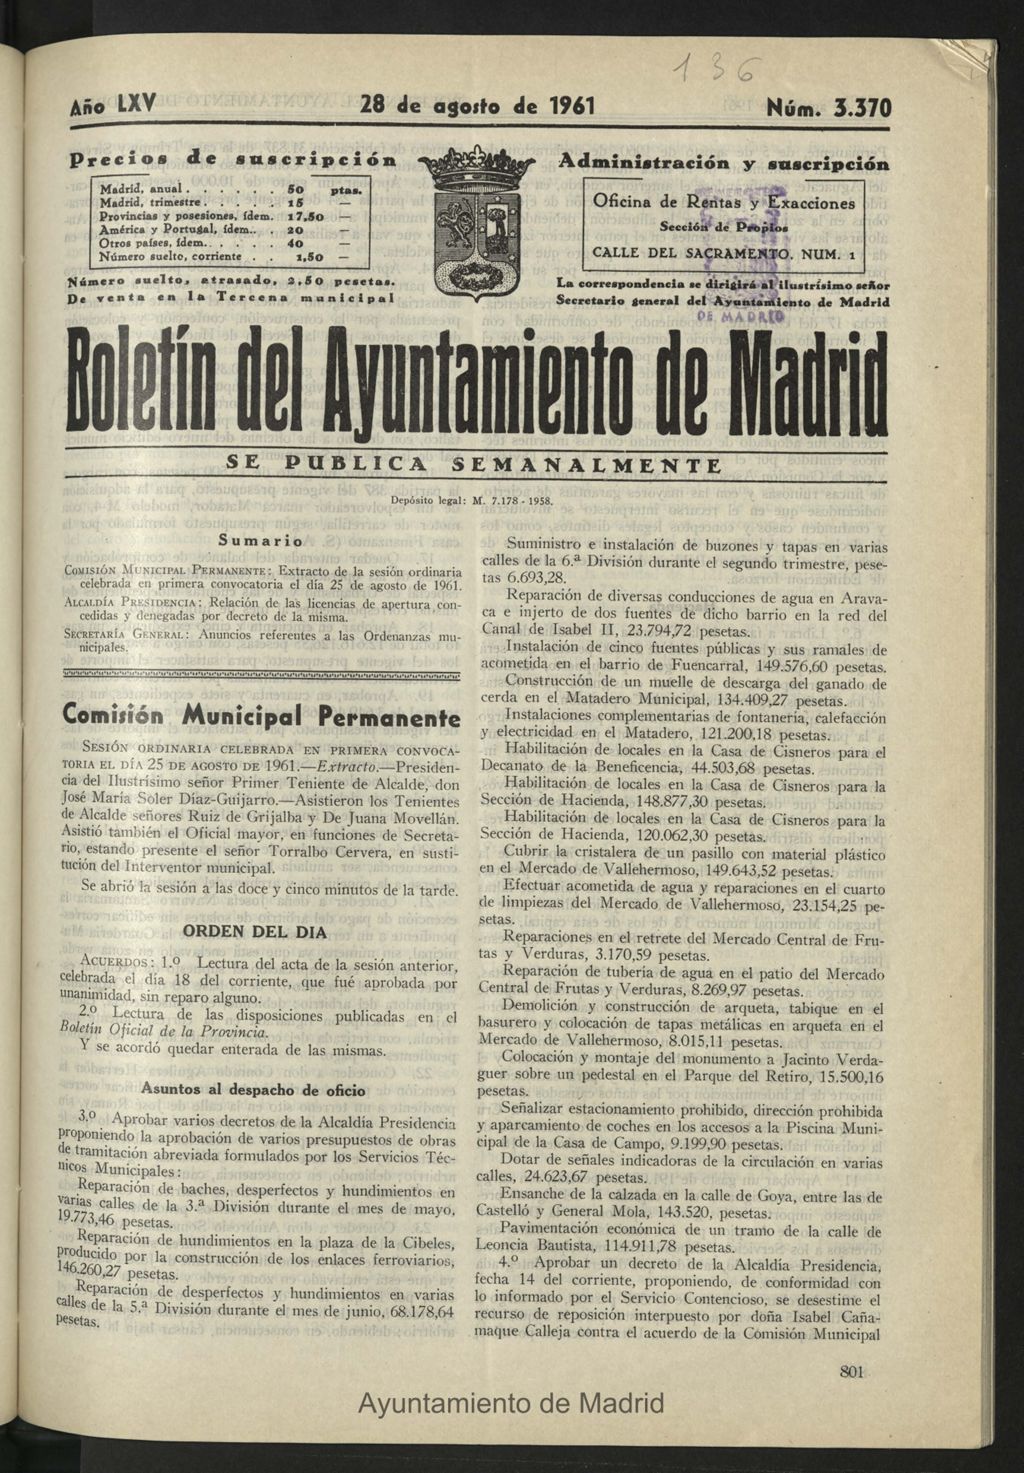 136
Año LXV 28 de agosto de 1961 Núm. 3.370
Precios de suscripción
Madrid, anual. . . . . . 50 ptas.
Madrid, trimestre. . . . . 15 —
Provincias y posesiones, ídem. 17,50 —
América y Portugal, ídem.. . 20 —
Otros países, ídem.. . . . . 40 —
Número suelto, corriente . . 1,50 —
Número suelto, atrasado, 2,50 pesetas.
De venta en la Tercena municipal
Administración y suscripción
Oficina de Rentas y Exacciones
Sección de Propios
CALLE DEL SACRAMENTO. NUM. 1
La correspondencia se dirigirá al ilustrísimo señor
Secretario general del Ayuntamiento de Madrid
DE MADRID
Boletín del Ayuntamiento de Madrid
SE PUBLICA SEMANALMENTE
Depósito legal: M. 7.178 - 1958.
Sumario
COMISIÓN MUNICIPAL PERMANENTE: Extracto de la sesión ordinaria
celebrada en primera convocatoria el día 25 de agosto de 1961.
ALCALDÍA PRESIDENCIA: Relación de las licencias de apertura con-
cedidas y denegadas por decreto de la misma.
SECRETARÍA GENERAL: Anuncios referentes a las Ordenanzas mu-
nicipales.
Comisión Municipal Permanente
SESIÓN ORDINARIA CELEBRADA EN PRIMERA CONVOCA-
TORIA EL DÍA 25 DE AGOSTO DE 1961.—Extracto.—Presiden-
cia del Ilustrísimo señor Primer Teniente de Alcalde, don
José María Soler Díaz-Guijarro.—Asistieron los Tenientes
de Alcalde señores Ruiz de Grijalba y De Juana Movellán.
Asistió también el Oficial mayor, en funciones de Secreta-
rio, estando presente el señor Torralbo Cervera, en susti-
tución del Interventor municipal.
Se abrió la sesión a las doce y cinco minutos de la tarde.
ORDEN DEL DIA
ACUERDOS: 1.º Lectura del acta de la sesión anterior,
celebrada el día 18 del corriente, que fué aprobada por
unanimidad, sin reparo alguno.
2.º Lectura de las disposiciones publicadas en el
Boletín Oficial de la Provincia.
Y se acordó quedar enterada de las mismas.
Asuntos al despacho de oficio
3.º Aprobar varios decretos de la Alcaldía Presidencia
proponiendo la aprobación de varios presupuestos de obras
de tramitación abreviada formulados por los Servicios Téc-
nicos Municipales:
Reparación de baches, desperfectos y hundimientos en
varias calles de la 3.ª División durante el mes de mayo,
19.773,46 pesetas.
Reparación de hundimientos en la plaza de la Cibeles,
producido por la construcción de los enlaces ferroviarios,
146.260,27 pesetas.
Reparación de desperfectos y hundimientos en varias
calles de la 5.ª División durante el mes de junio, 68.178,64
pesetas.
Suministro e instalación de buzones y tapas en varias
calles de la 6.ª División durante el segundo trimestre, pese-
tas 6.693,28.
Reparación de diversas conducciones de agua en Arava-
ca e injerto de dos fuentes de dicho barrio en la red del
Canal de Isabel II, 23.794,72 pesetas.
Instalación de cinco fuentes públicas y sus ramales de
acometida en el barrio de Fuencarral, 149.576,60 pesetas.
Construcción de un muelle de descarga del ganado de
cerda en el Matadero Municipal, 134.409,27 pesetas.
Instalaciones complementarias de fontanería, calefacción
y electricidad en el Matadero, 121.200,18 pesetas.
Habilitación de locales en la Casa de Cisneros para el
Decanato de la Beneficencia, 44.503,68 pesetas.
Habilitación de locales en la Casa de Cisneros para la
Sección de Hacienda, 148.877,30 pesetas.
Habilitación de locales en la Casa de Cisneros para la
Sección de Hacienda, 120.062,30 pesetas.
Cubrir la cristalera de un pasillo con material plástico
en el Mercado de Vallehermoso, 149.643,52 pesetas.
Efectuar acometida de agua y reparaciones en el cuarto
de limpiezas del Mercado de Vallehermoso, 23.154,25 pe-
setas.
Reparaciones en el retrete del Mercado Central de Fru-
tas y Verduras, 3.170,59 pesetas.
Reparación de tubería de agua en el patio del Mercado
Central de Frutas y Verduras, 8.269,97 pesetas.
Demolición y construcción de arqueta, tabique en el
basurero y colocación de tapas metálicas en arqueta en el
Mercado de Vallehermoso, 8.015,11 pesetas.
Colocación y montaje del monumento a Jacinto Verda-
guer sobre un pedestal en el Parque del Retiro, 15.500,16
pesetas.
Señalizar estacionamiento prohibido, dirección prohibida
y aparcamiento de coches en los accesos a la Piscina Muni-
cipal de la Casa de Campo, 9.199,90 pesetas.
Dotar de señales indicadoras de la circulación en varias
calles, 24.623,67 pesetas.
Ensanche de la calzada en la calle de Goya, entre las de
Castelló y General Mola, 143.520, pesetas.
Pavimentación económica de un tramo de la calle de
Leoncia Bautista, 114.911,78 pesetas.
4.º Aprobar un decreto de la Alcaldía Presidencia,
fecha 14 del corriente, proponiendo, de conformidad con
lo informado por el Servicio Contencioso, se desestime el
recurso de reposición interpuesto por doña Isabel Caña-
maque Calleja contra el acuerdo de la Comisión Municipal
801
Ayuntamiento de Madrid